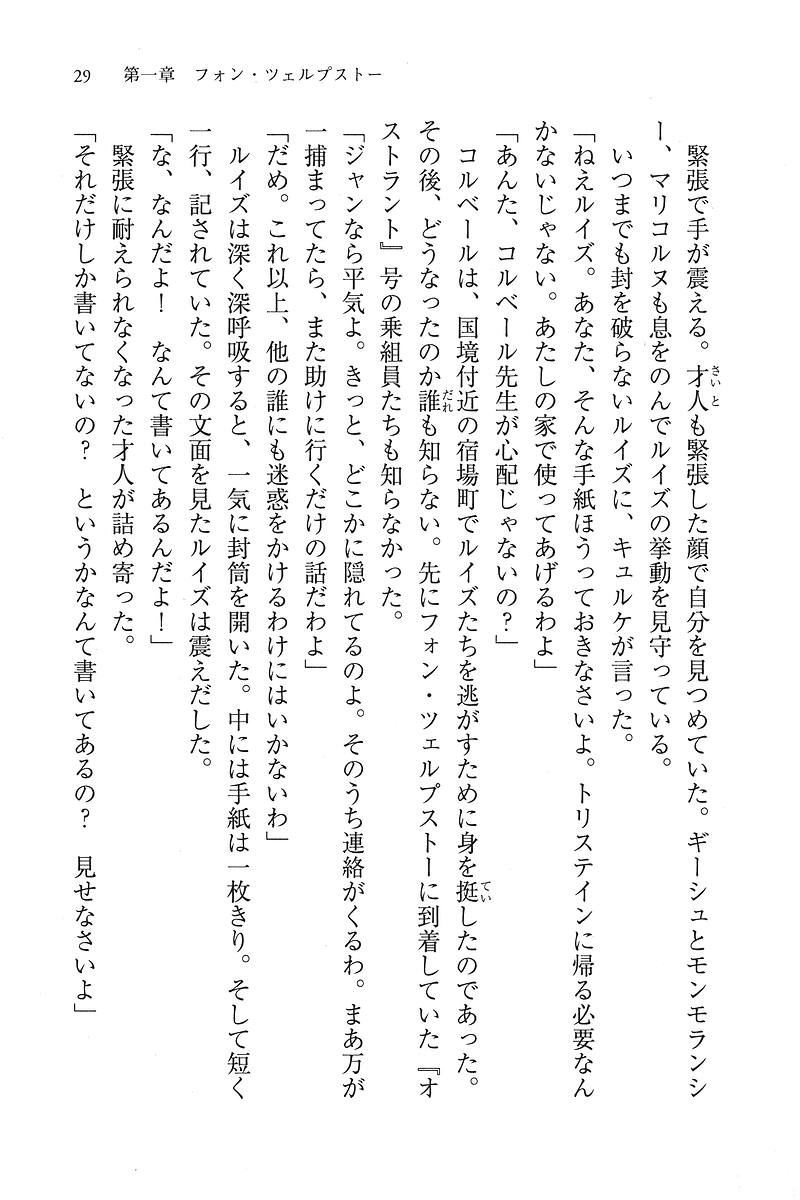 29　第一章　フォン・ツェルプストー
　緊張で手が震える。才人も緊張した顔で自分を見つめていた。ギーシュとモンモランシ
ー、マリコルヌも息をのんでルイズの挙動を見守っている。
　いつまでも封を破らないルイズに、キュルケが言った。
「ねえルイズ。あなた、そんな手紙ほうっておきなさいよ。トリステインに帰る必要なん
かないじゃない。あたしの家で使ってあげるわよ」
「あんた、コルベール先生が心配じゃないの？」
　コルベールは、国境付近の宿場町でルイズたちを逃がすために身を挺したのであった。
その後、どうなったのか誰も知らない。先にフォン・ツェルプストーに到着していた『オ
ストラント』号の乗組員たちも知らなかった。
「ジャンなら平気よ。きっと、どこかに隠れてるのよ。そのうち連絡がくるわ。まあ万が
一捕まってたら、また助けに行くだけの話だわよ」
「だめ。これ以上、他の誰にも迷惑をかけるわけにはいかないわ」
　ルイズは深く深呼吸すると、一気に封筒を開いた。中には手紙は一枚きり。そして短く
一行、記されていた。その文面を見たルイズは震えだした。
「な、なんだよ！　なんて書いてあるんだよ！」
　緊張に耐えられなくなった才人が詰め寄った。
「それだけしか書いてないの？　というかなんて書いてあるの？　見せなさいよ」